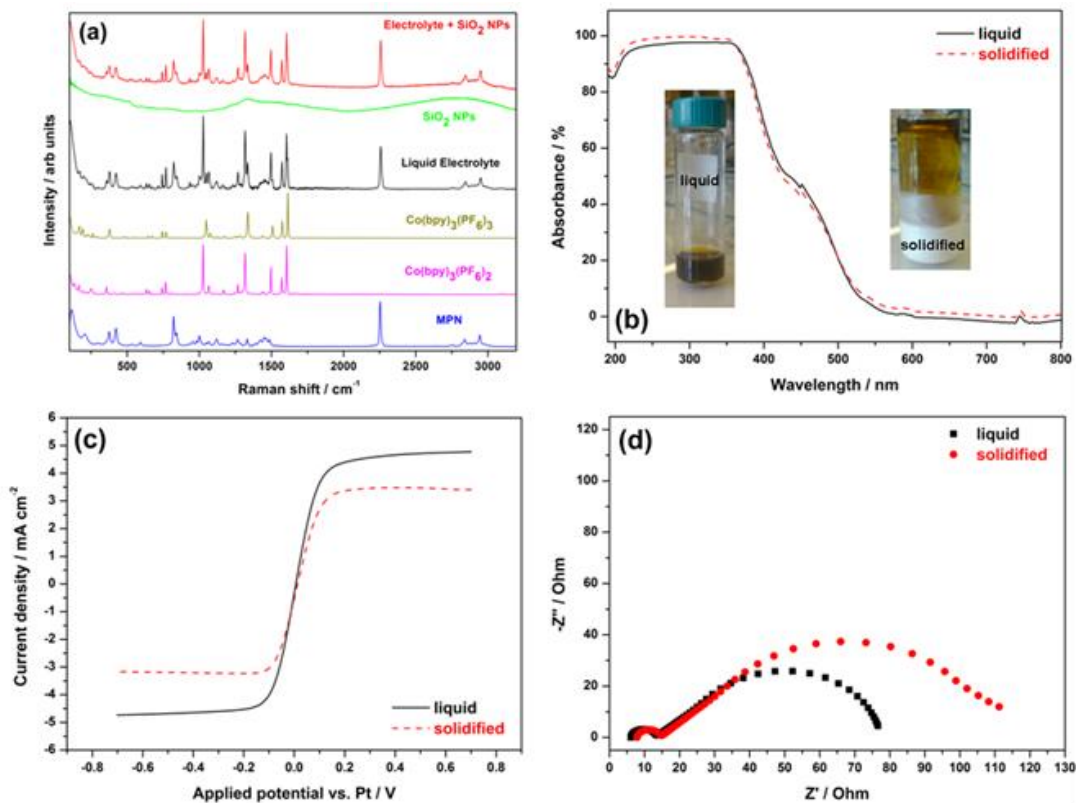 (a)
Electrolyte + SiO₂ NPs
SiO₂ NPs
Liquid Electrolyte
Co(bpy)₃(PF₆)₃
Co(bpy)₃(PF₆)₂
MPN
Intensity / arb units
500 1000 1500 2000 2500 3000
Raman shift / cm⁻¹
liquid
solidified
100
80
60
40
20
0
Absorbance / %
liquid
solidified
(b)
200 300 400 500 600 700 800
Wavelength / nm
(c)
5
4
3
2
1
0
-1
-2
-3
-4
-5
-6
6
Current density / mA cm⁻²
liquid
solidified
-0.8 -0.6 -0.4 -0.2 0.0 0.2 0.4 0.6 0.8
Applied potential vs. Pt / V
(d)
liquid
solidified
120
100
80
60
40
20
0
-Z'' / Ohm
0 10 20 30 40 50 60 70 80 90 100 110 120 130
Z' / Ohm